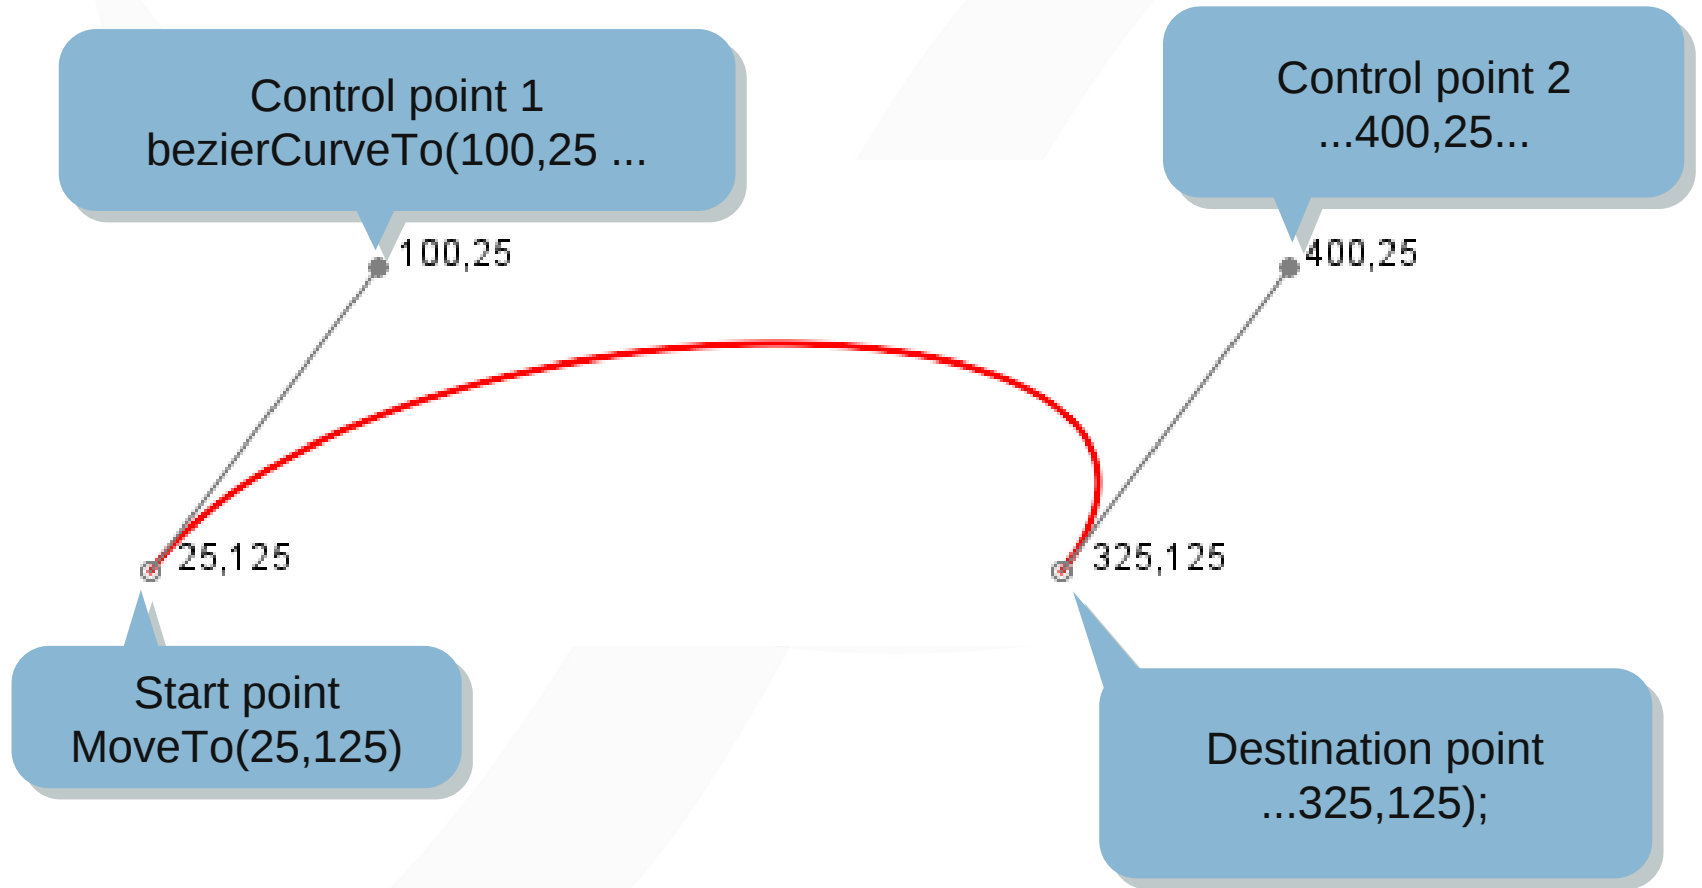 Control point 1
bezierCurveTo(100,25 ...
Control point 2
...400,25...
100,25
400,25
25,125
325,125
Start point
MoveTo(25,125)
Destination point
...325,125);